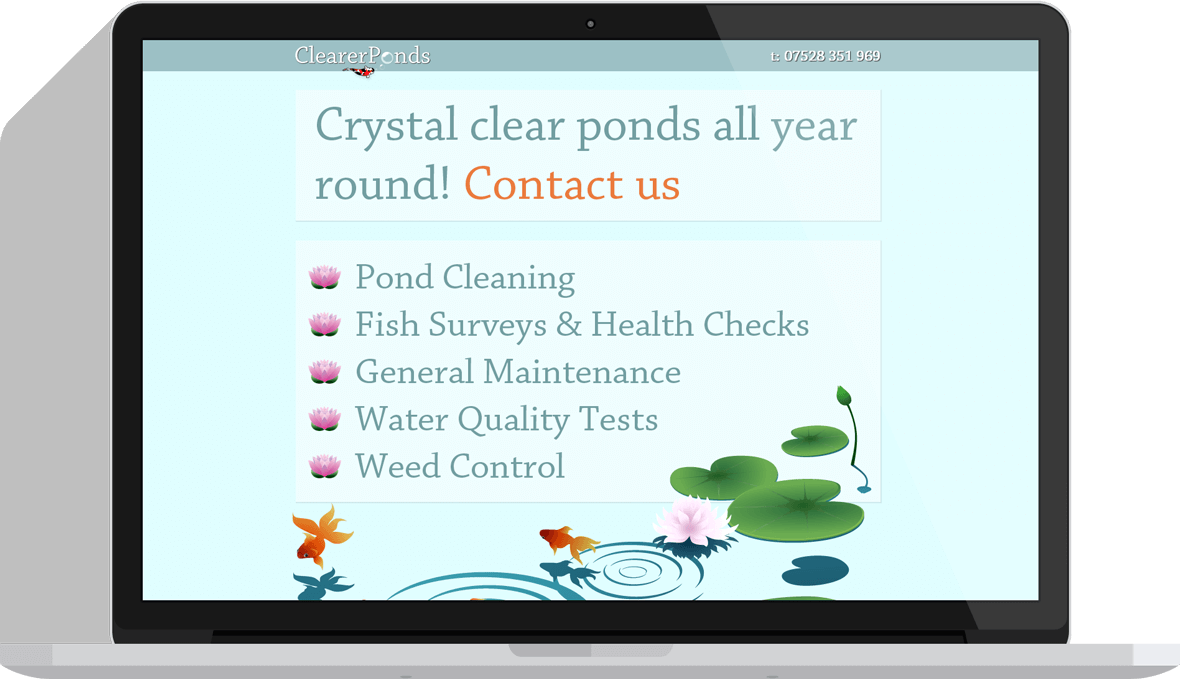 ClearerPonds
t: 07528 351 969
Crystal clear ponds all year
round! Contact us
Pond Cleaning
Fish Surveys & Health Checks
General Maintenance
Water Quality Tests
Weed Control